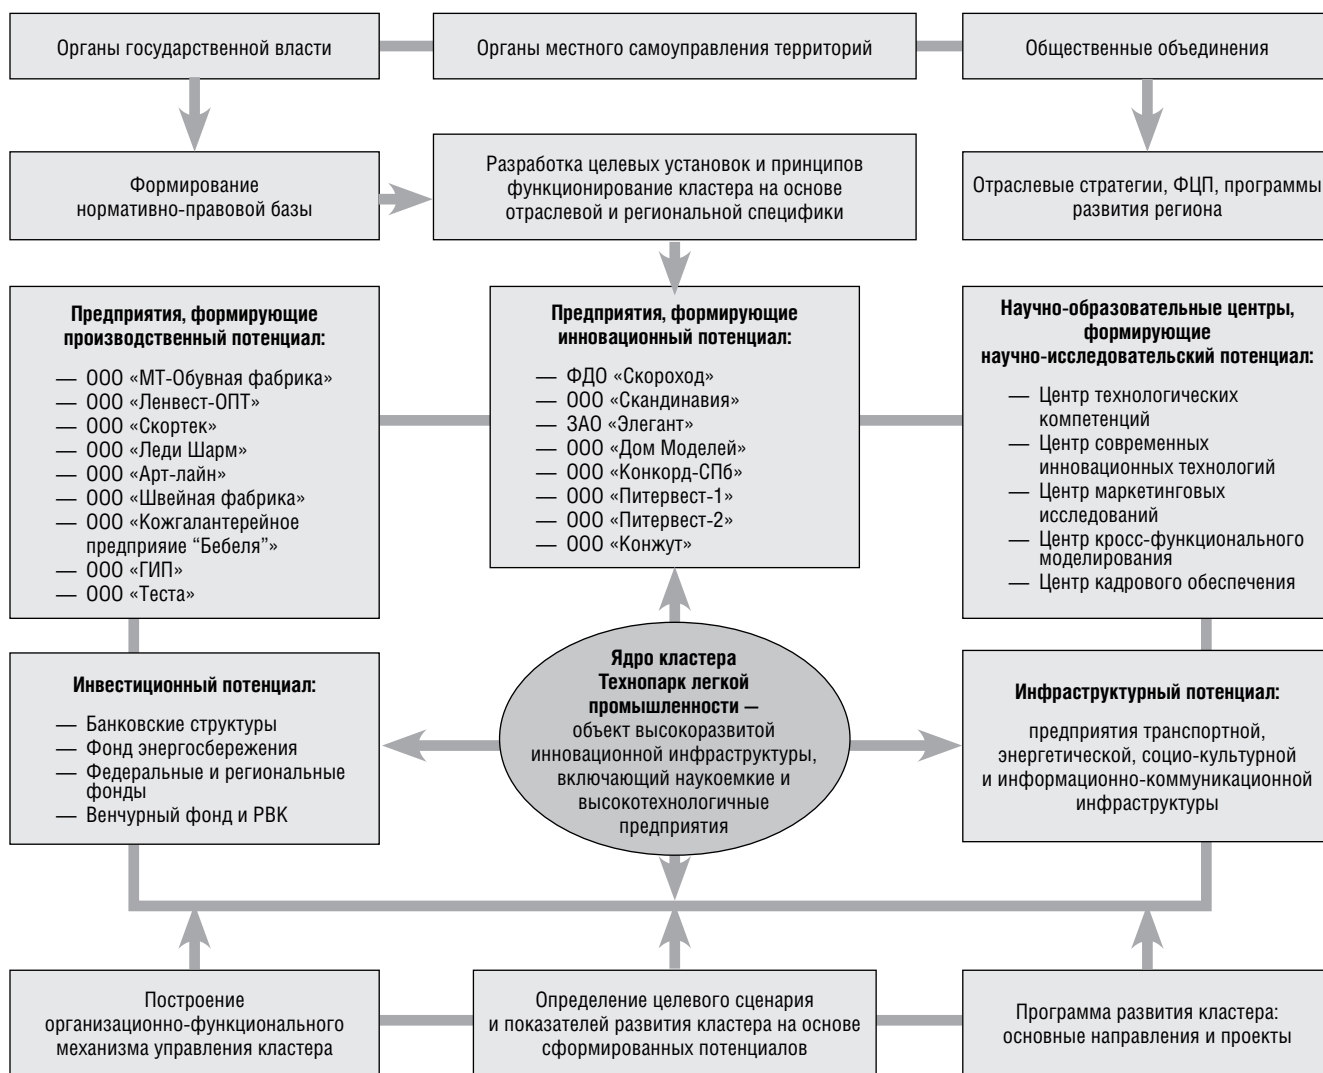 Органы государственной власти
Органы местного самоуправления территорий
Общественные объединения
Формирование
нормативно-правовой базы
Разработка целевых установок и принципов
функционирование кластера на основе
отраслевой и региональной специфики
Отраслевые стратегии, ФЦП, программы
развития региона
Предприятия, формирующие
производственный потенциал:
— ООО «МТ-Обувная фабрика»
— ООО «Ленвест-ОПТ»
— ООО «Скортек»
— ООО «Леди Шарм»
— ООО «Арт-лайн»
— ООО «Швейная фабрика»
— ООО «Кожгалантерейное
предприяие “Бебеля”»
— ООО «ГИП»
— ООО «Теста»
Предприятия, формирующие
инновационный потенциал:
— ФДО «Скороход»
— ООО «Скандинавия»
— ЗАО «Элегант»
— ООО «Дом Моделей»
— ООО «Конкорд-СПб»
— ООО «Питервест-1»
— ООО «Питервест-2»
— ООО «Конжут»
Научно-образовательные центры,
формирующие
научно-исследовательский потенциал:
— Центр технологических
компетенций
— Центр современных
инновационных технологий
— Центр маркетинговых
исследований
— Центр кросс-функционального
моделирования
— Центр кадрового обеспечения
Инвестиционный потенциал:
— Банковские структуры
— Фонд энергосбережения
— Федеральные и региональные
фонды
— Венчурный фонд и РВК
Ядро кластера
Технопарк легкой
промышленности —
объект высокоразвитой
инновационной инфраструктуры,
включающий наукоемкие и
высокотехнологичные
предприятия
Инфраструктурный потенциал:
предприятия транспортной,
энергетической, социо-культурной
и информационно-коммуникационной
инфраструктуры
Построение
организационно-функционального
механизма управления кластера
Определение целевого сценария
и показателей развития кластера на основе
сформированных потенциалов
Программа развития кластера:
основные направления и проекты